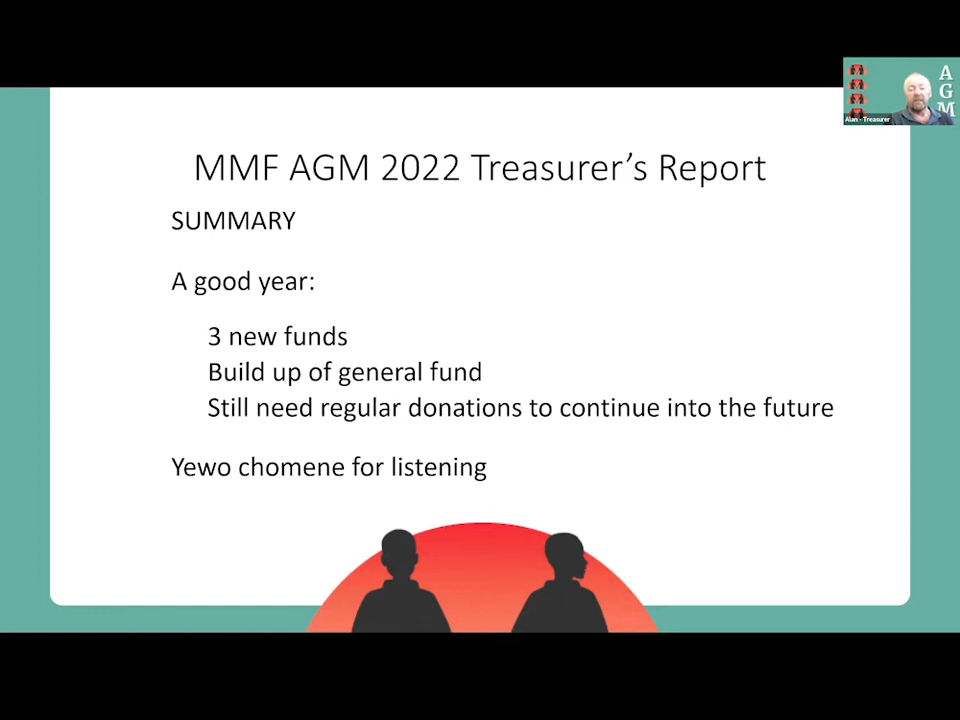 MMF AGM 2022 Treasurer’s Report
SUMMARY
A good year:
3 new funds
Build up of general fund
Still need regular donations to continue into the future
Yewo chomene for listening
Alan - Treasurer
A
G
M